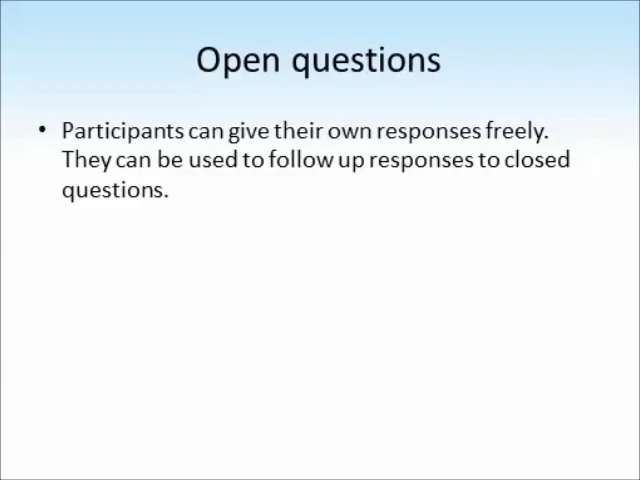 Open questions
• Participants can give their own responses freely.
They can be used to follow up responses to closed
questions.